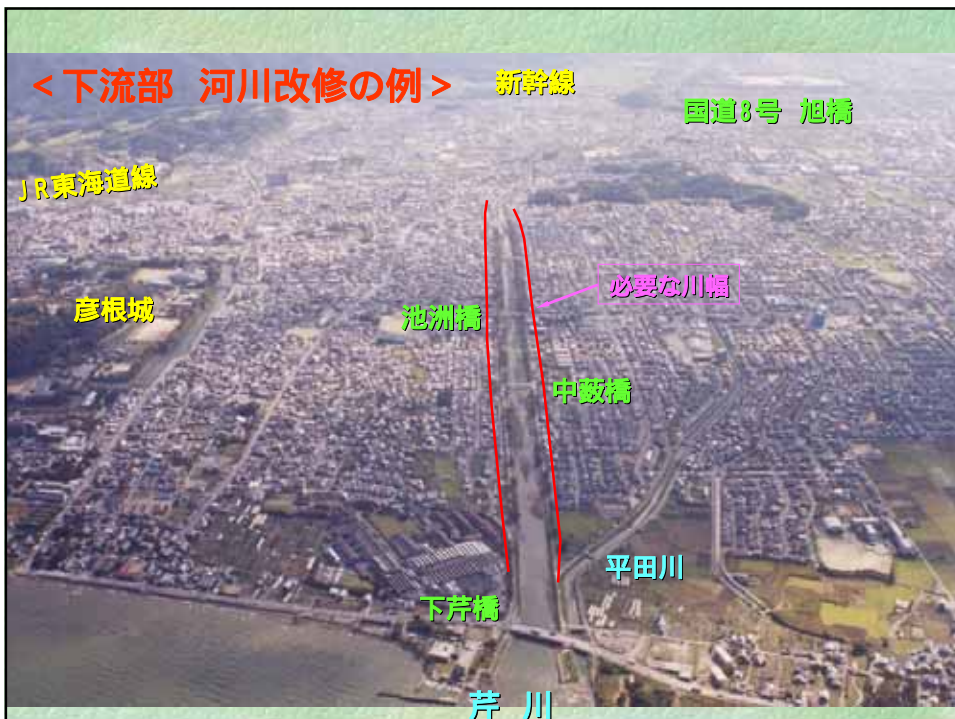 ＜下流部　河川改修の例＞
新幹線
国道８号　旭橋
ＪＲ東海道線
必要な川幅
彦根城
池洲橋
中薮橋
平田川
下芹橋
芹　川